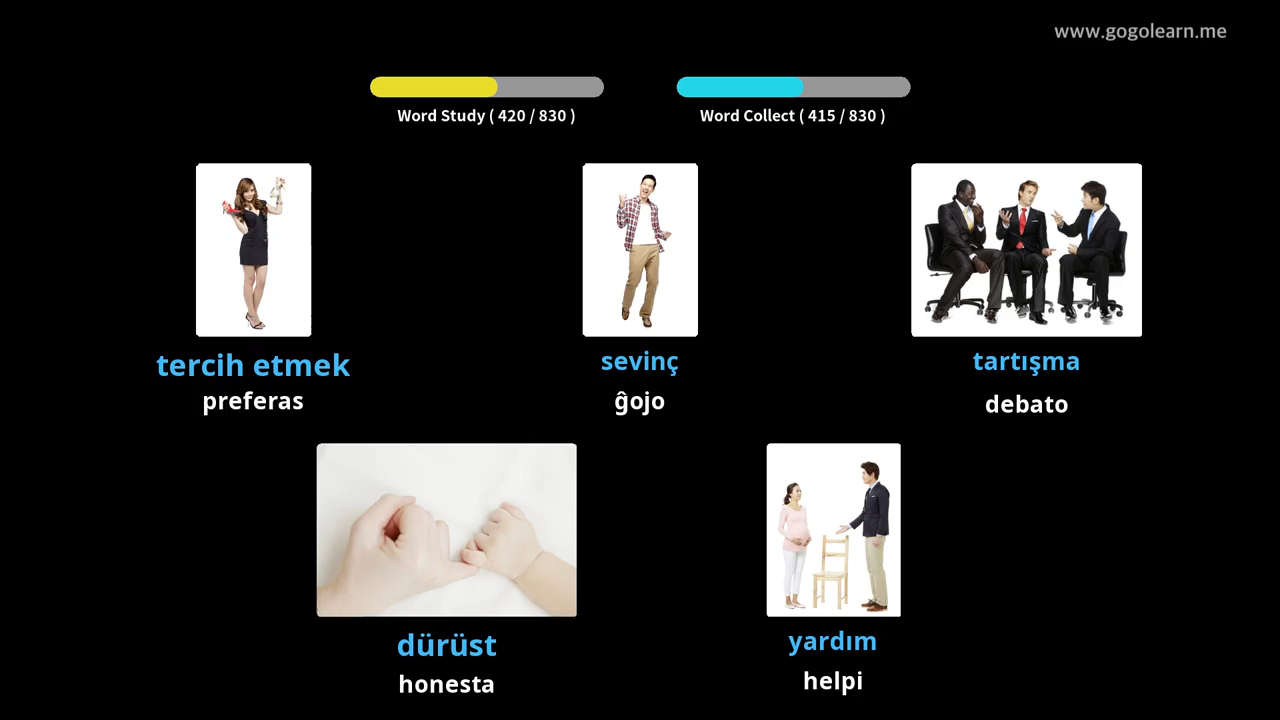 www.gogolearn.me
Word Study ( 420 / 830 )
Word Collect ( 415 / 830 )
tercih etmek
preferas
sevinç
ĝojo
tartışma
debato
dürüst
honesta
yardım
helpi